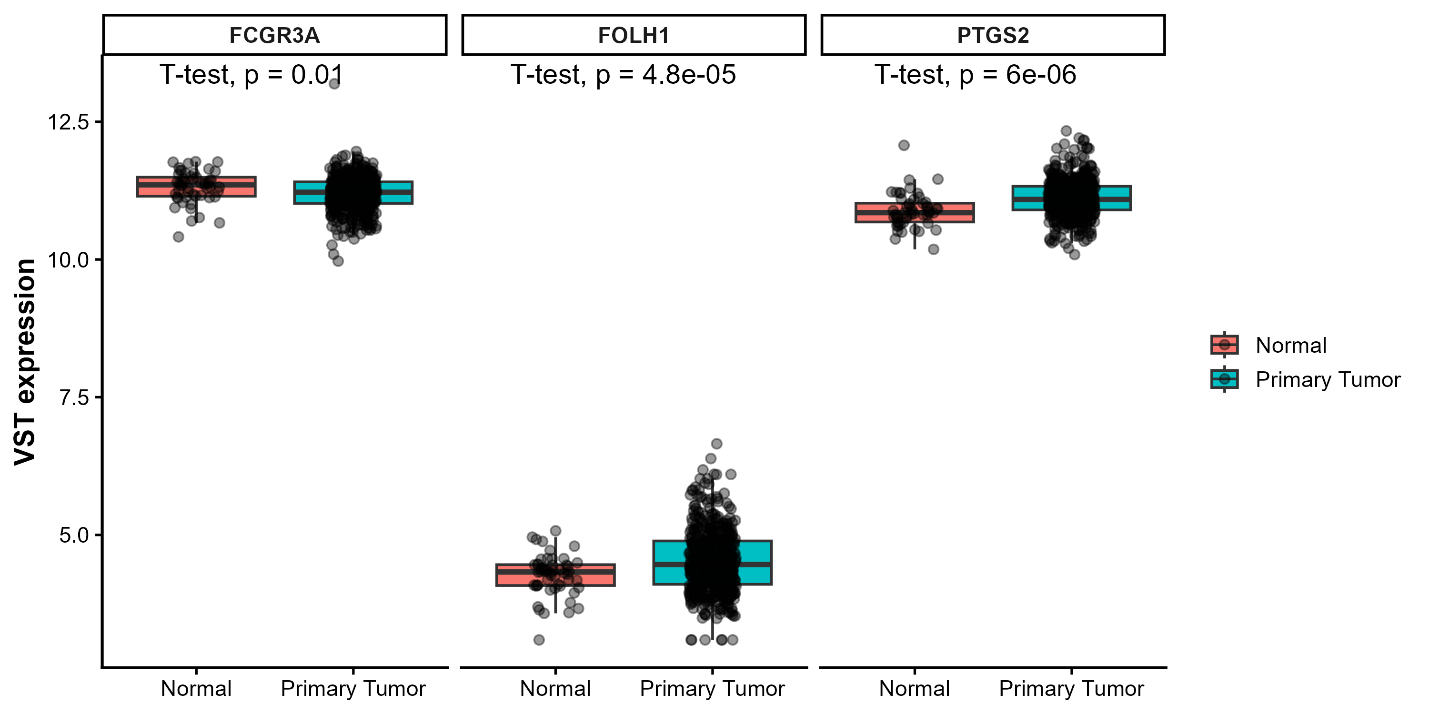 FCGR3A
FOLH1
PTGS2
T-test, p = 0.01
T-test, p = 4.8e-05
T-test, p = 6e-06
VST expression
12.5
10.0
7.5
5.0
Normal
Primary Tumor
Normal
Primary Tumor
Normal
Primary Tumor
Normal
Primary Tumor